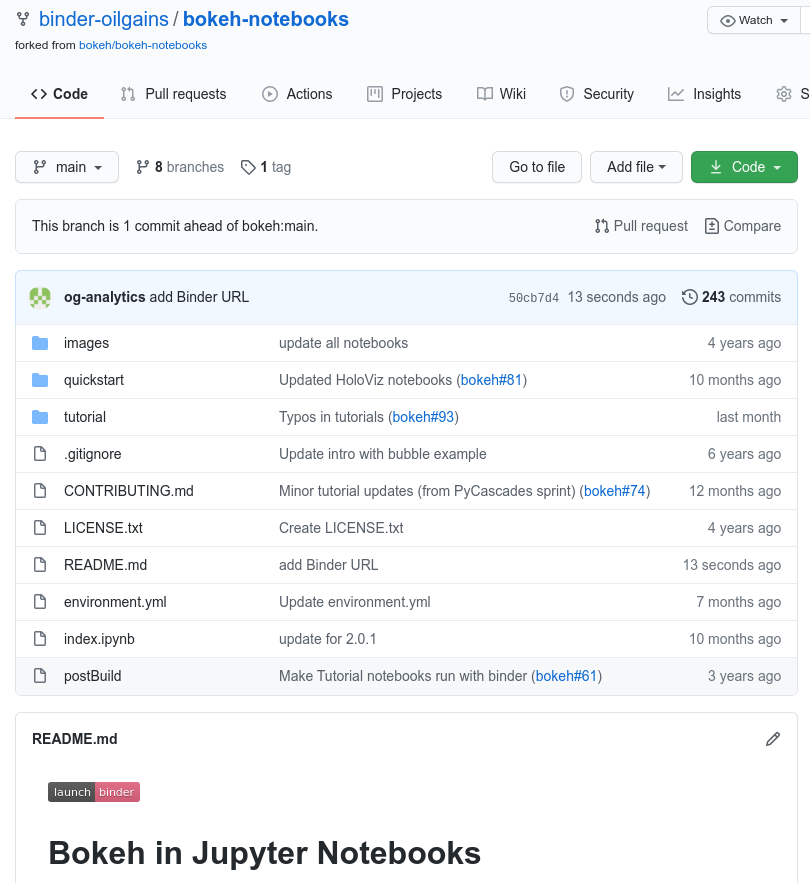 binder-oilgains / bokeh-notebooks
Watch
forked from bokeh/bokeh-notebooks
Code Pull requests Actions Projects Wiki Security Insights S
main 8 branches 1 tag Go to file Add file Code
This branch is 1 commit ahead of bokeh:main. Pull request Compare
og-analytics add Binder URL 50cb7d4 13 seconds ago 243 commits
images update all notebooks 4 years ago
quickstart Updated HoloViz notebooks (bokeh#81) 10 months ago
tutorial Typos in tutorials (bokeh#93) last month
.gitignore Update intro with bubble example 6 years ago
CONTRIBUTING.md Minor tutorial updates (from PyCascades sprint) (bokeh#74) 12 months ago
LICENSE.txt Create LICENSE.txt 4 years ago
README.md add Binder URL 13 seconds ago
environment.yml Update environment.yml 7 months ago
index.ipynb update for 2.0.1 10 months ago
postBuild Make Tutorial notebooks run with binder (bokeh#61) 3 years ago
README.md
launch binder
Bokeh in Jupyter Notebooks